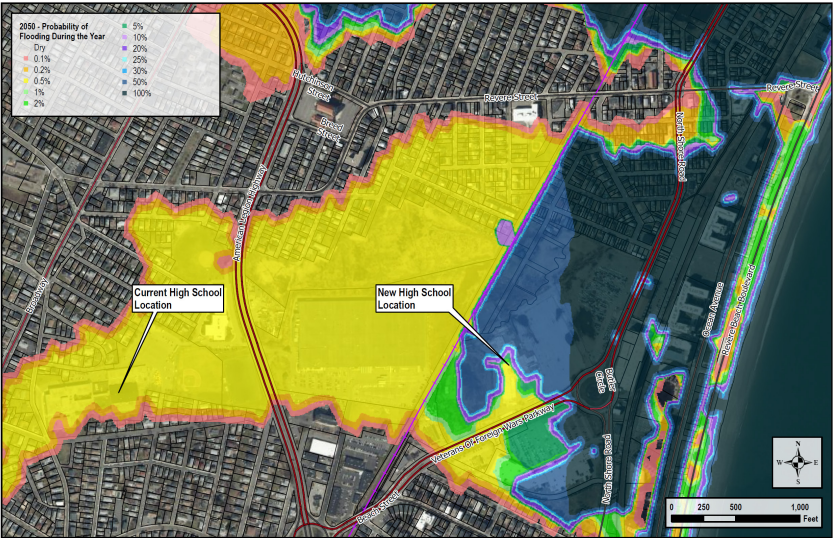 2050 - Probability of
Flooding During the Year
Dry
0.1%
0.2%
0.5%
1%
2%
5%
10%
20%
25%
30%
50%
100%
Hutchinson
Street
Breed
Street
Revere Street
Revere Street
North Shore Road
American Legion Highway
Broadway
Current High School
Location
New High School
Location
Ocean Avenue
Revere Beach Boulevard
Butler
Circle
Veterans Of Foreign Wars Parkway
North Shore Road
Beach Street
N
W
E
S
0 250 500 1,000
Feet